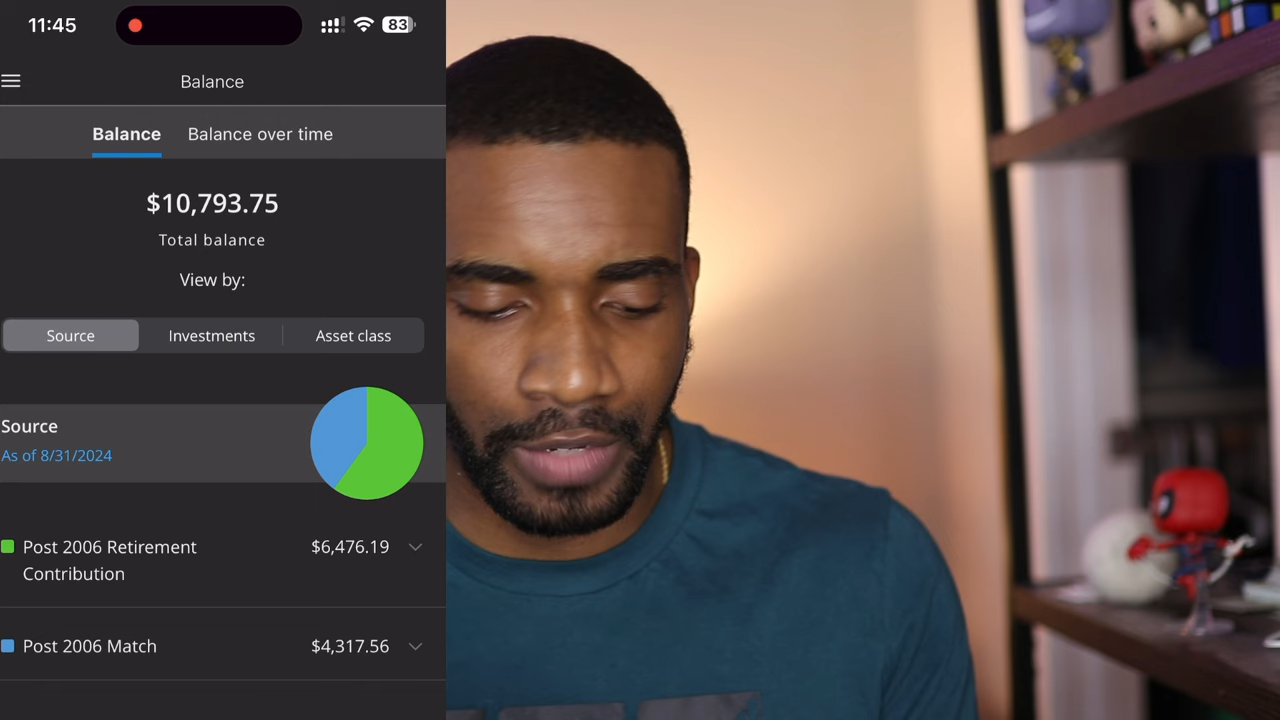 11:45
83
Balance
Balance
Balance over time
$10,793.75
Total balance
View by:
Source
Investments
Asset class
Source
As of 8/31/2024
Post 2006 Retirement
Contribution
$6,476.19
Post 2006 Match
$4,317.56